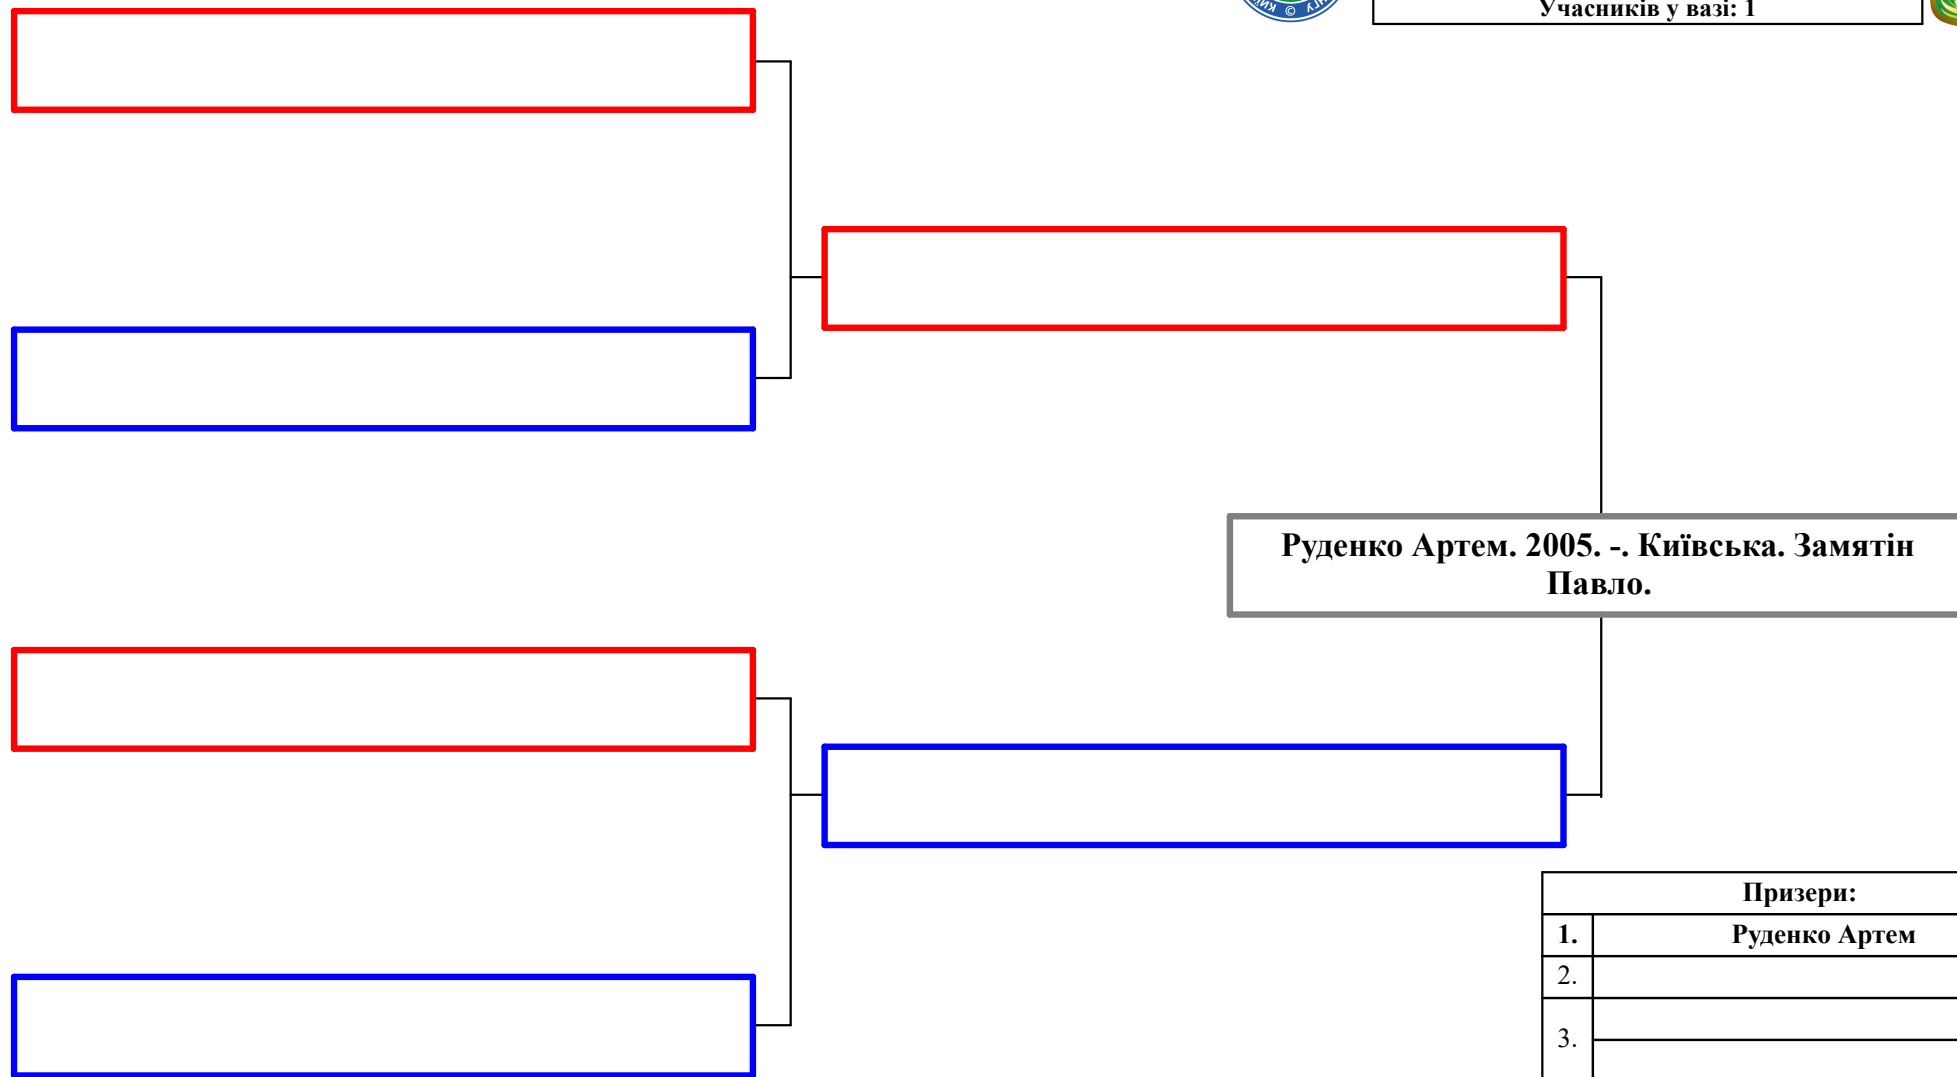 Учасників у вазі: 1
Руденко Артем. 2005. -. Київська. Замятін
Павло.
Призери:
1. Руденко Артем
2.
3.